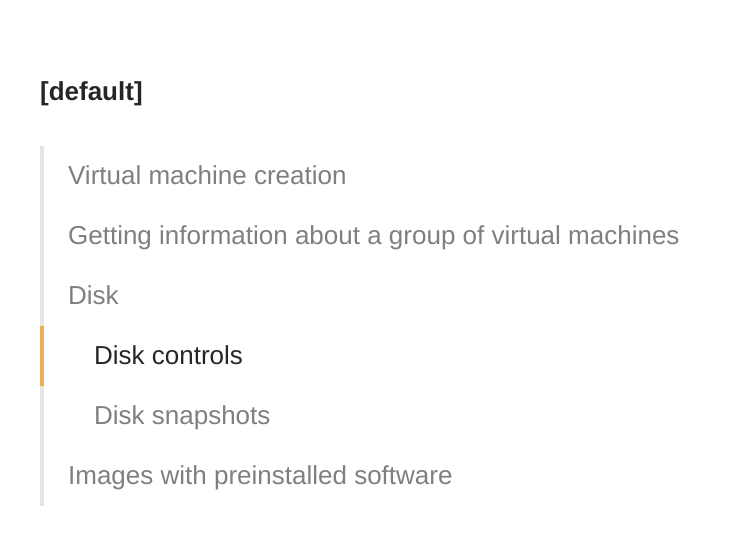 [default]
Virtual machine creation
Getting information about a group of virtual machines
Disk
Disk controls
Disk snapshots
Images with preinstalled software